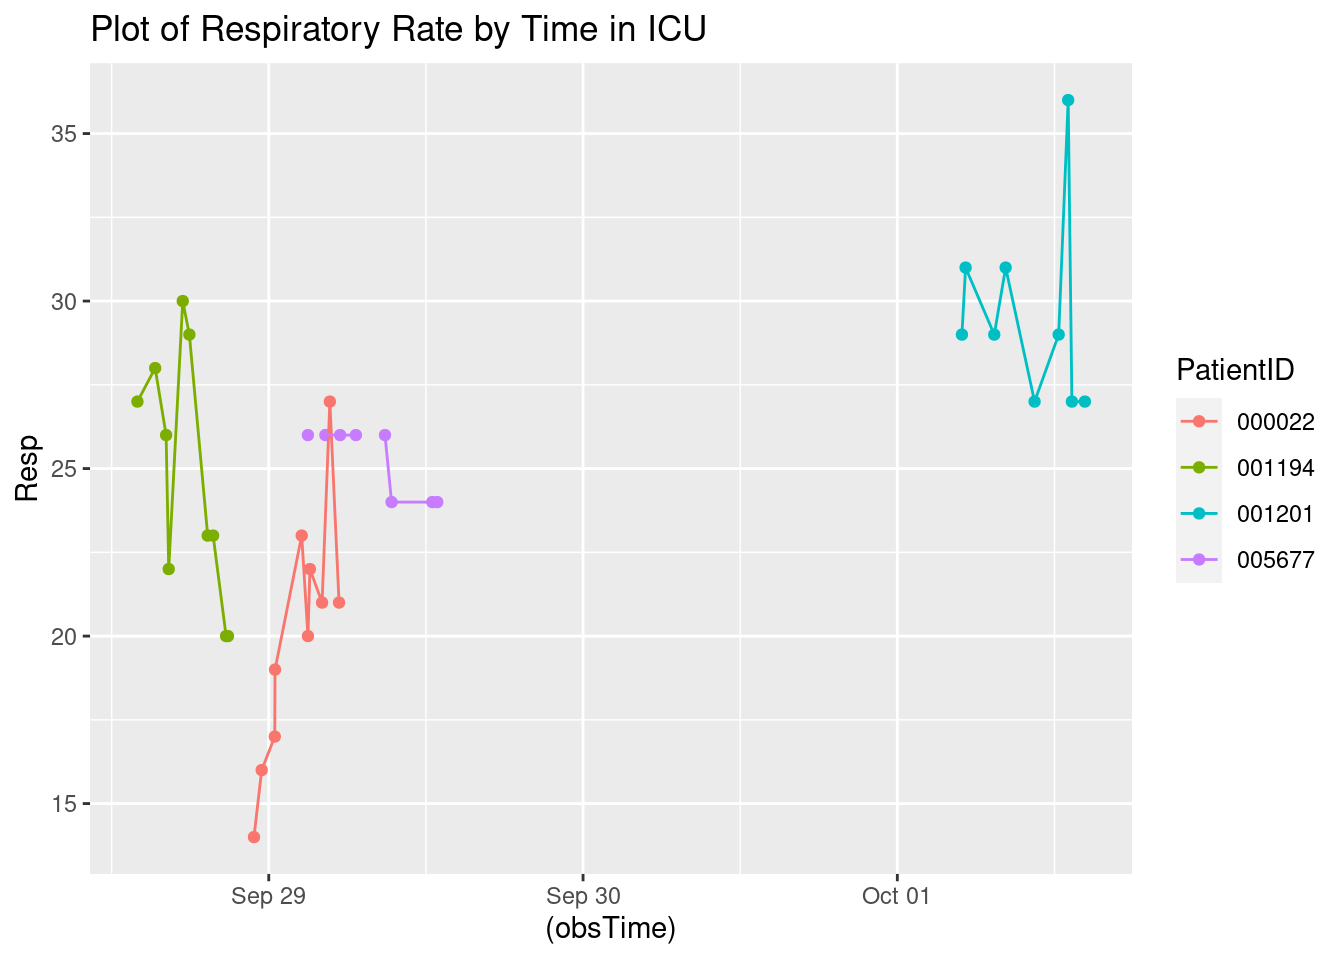 Plot of Respiratory Rate by Time in ICU
35
30
25
20
15
Resp
Sep 29
Sep 30
Oct 01
(obsTime)
PatientID
000022
001194
001201
005677